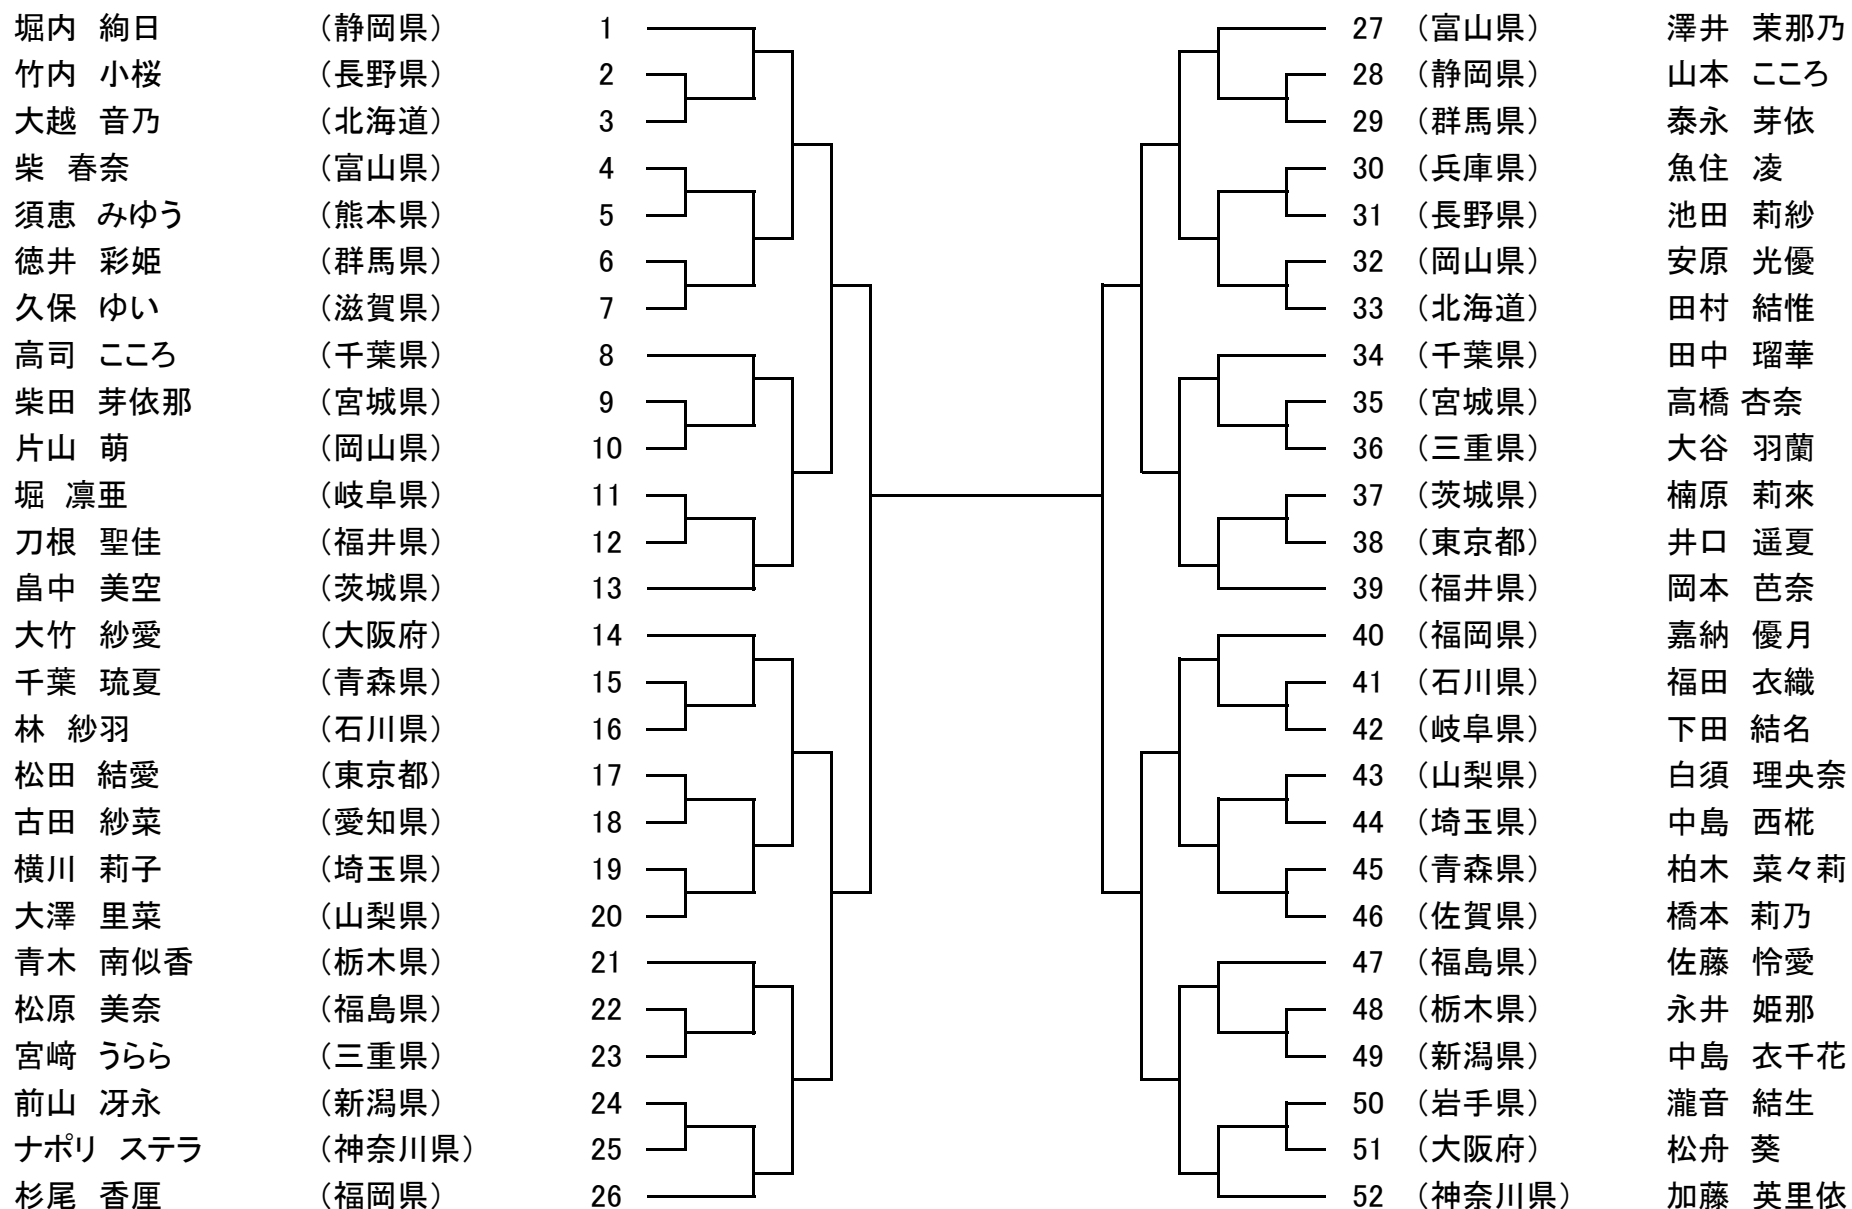 堀内 絢日 （静岡県） 1 27 （富山県） 澤井 茉那乃
竹内 小桜 （長野県） 2 28 （静岡県） 山本 こころ
大越 音乃 （北海道） 3 29 （群馬県） 泰永 芽依
柴 春奈 （富山県） 4 30 （兵庫県） 魚住 凌
須恵 みゆう （熊本県） 5 31 （長野県） 池田 莉紗
徳井 彩姫 （群馬県） 6 32 （岡山県） 安原 光優
久保 ゆい （滋賀県） 7 33 （北海道） 田村 結惟
高司 こころ （千葉県） 8 34 （千葉県） 田中 瑠華
柴田 芽依那 （宮城県） 9 35 （宮城県） 高橋 杏奈
片山 萌 （岡山県） 10 36 （三重県） 大谷 羽蘭
堀 凛亜 （岐阜県） 11 37 （茨城県） 楠原 莉來
刀根 聖佳 （福井県） 12 38 （東京都） 井口 遥夏
畠中 美空 （茨城県） 13 39 （福井県） 岡本 芭奈
大竹 紗愛 （大阪府） 14 40 （福岡県） 嘉納 優月
千葉 琉夏 （青森県） 15 41 （石川県） 福田 衣織
林 紗羽 （石川県） 16 42 （岐阜県） 下田 結名
松田 結愛 （東京都） 17 43 （山梨県） 白須 理央奈
古田 紗菜 （愛知県） 18 44 （埼玉県） 中島 西椛
横川 莉子 （埼玉県） 19 45 （青森県） 柏木 菜々莉
大澤 里菜 （山梨県） 20 46 （佐賀県） 橋本 莉乃
青木 南似香 （栃木県） 21 47 （福島県） 佐藤 怜愛
松原 美奈 （福島県） 22 48 （栃木県） 永井 姫那
宮﨑 うらら （三重県） 23 49 （新潟県） 中島 衣千花
前山 冴永 （新潟県） 24 50 （岩手県） 瀧音 結生
ナポリ ステラ （神奈川県） 25 51 （大阪府） 松舟 葵
杉尾 香厘 （福岡県） 26 52 （神奈川県） 加藤 英里依